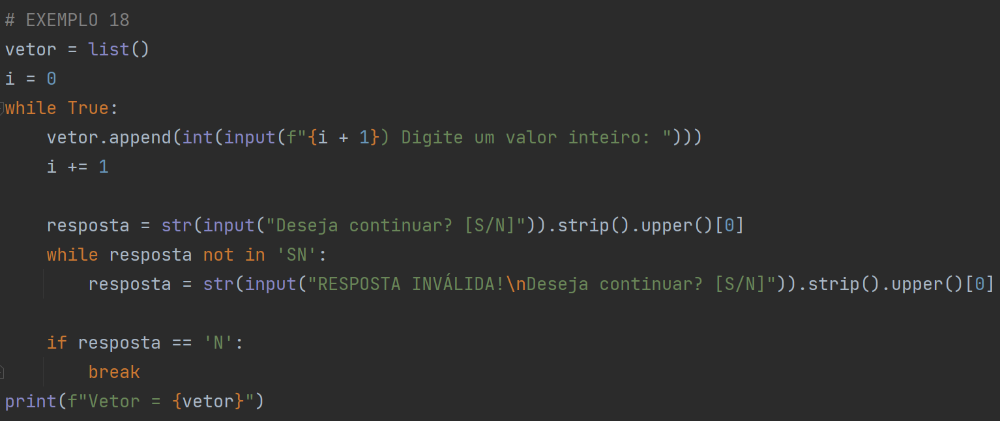 # EXEMPLO 18
vetor = list()
i = 0
while True:
    vetor.append(int(input(f"{i + 1}) Digite um valor inteiro: ")))
    i += 1

    resposta = str(input("Deseja continuar? [S/N]")).strip().upper()[0]
    while resposta not in 'SN':
        resposta = str(input("RESPOSTA INVÁLIDA!\nDeseja continuar? [S/N]")).strip().upper()[0]

    if resposta == 'N':
        break
print(f"Vetor = {vetor}")